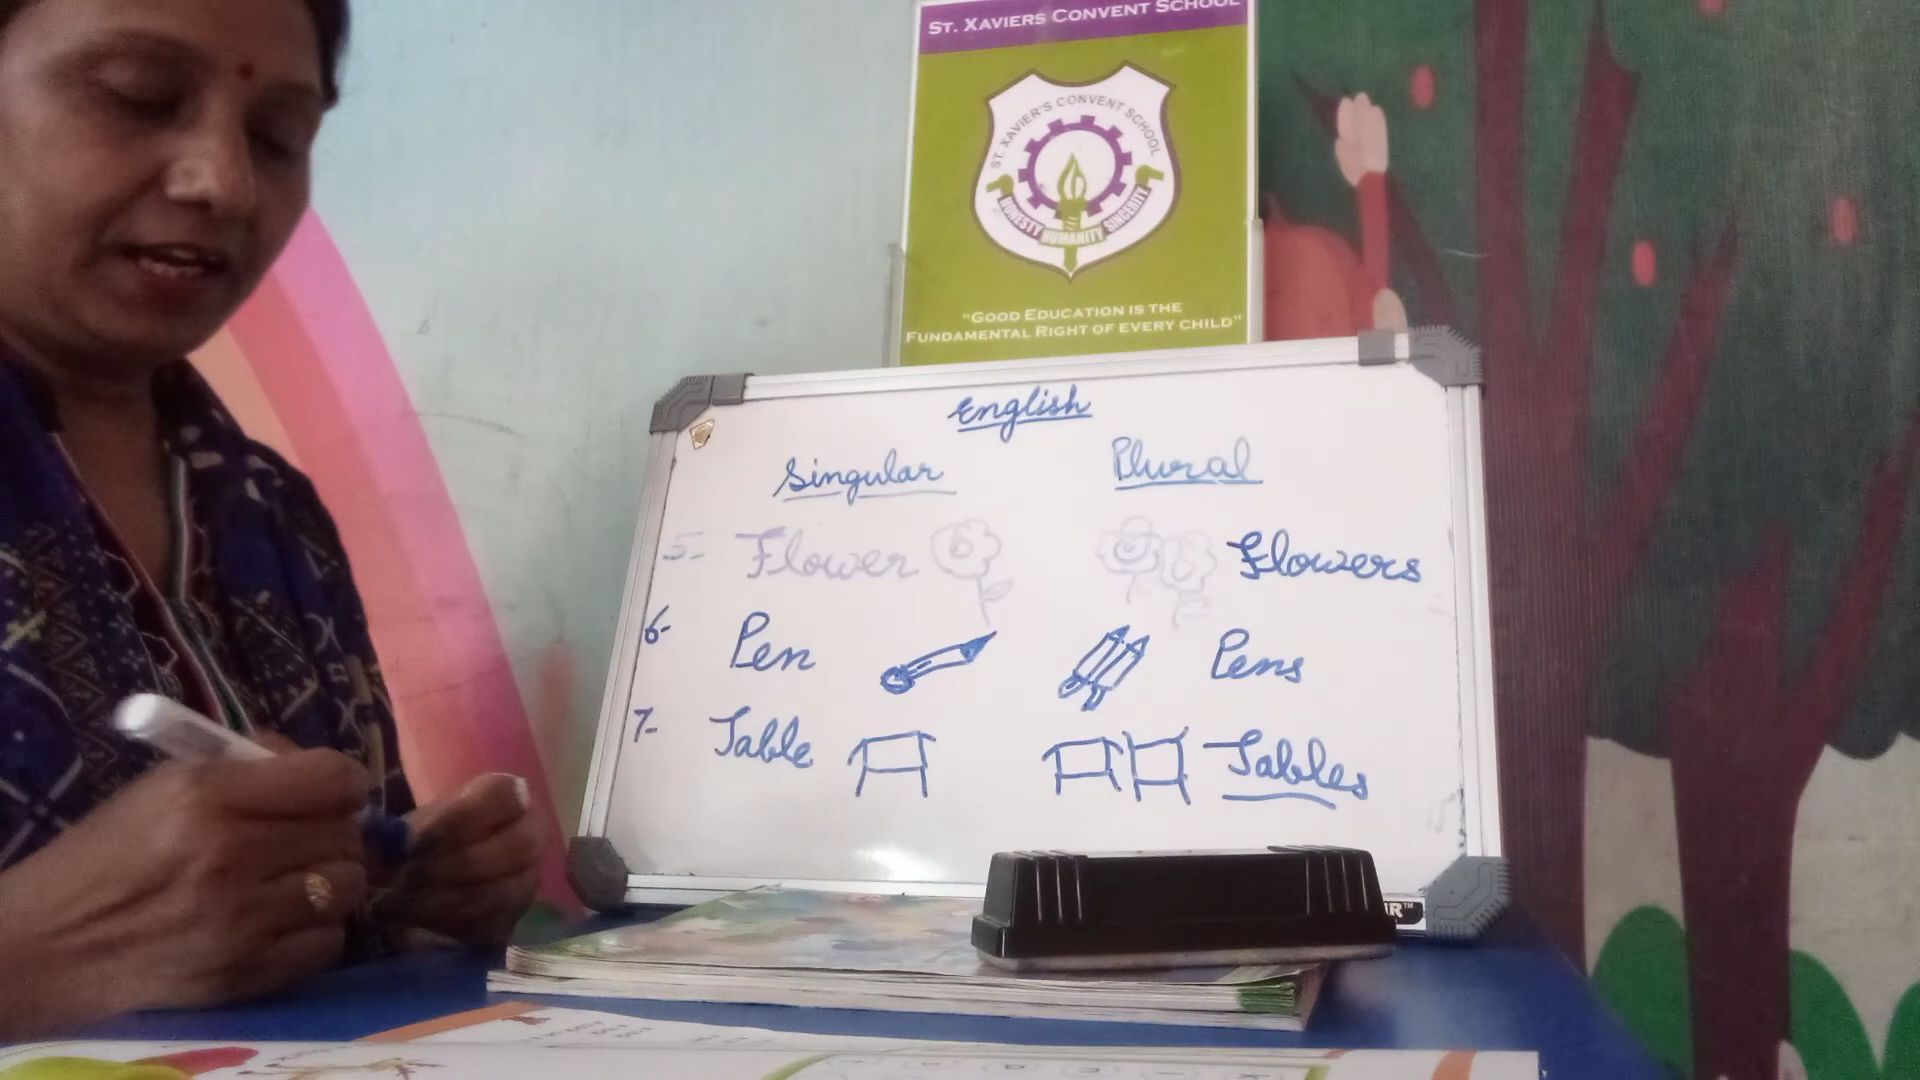 ST. XAVIERS CONVENT SCHOOL
ST. XAVIER'S CONVENT SCHOOL
HONESTY HUMANITY SINCERITY
"GOOD EDUCATION IS THE
FUNDAMENTAL RIGHT OF EVERY CHILD"
English
Singular Plural
5- Flower Flowers
6- Pen Pens
7- Table Tables